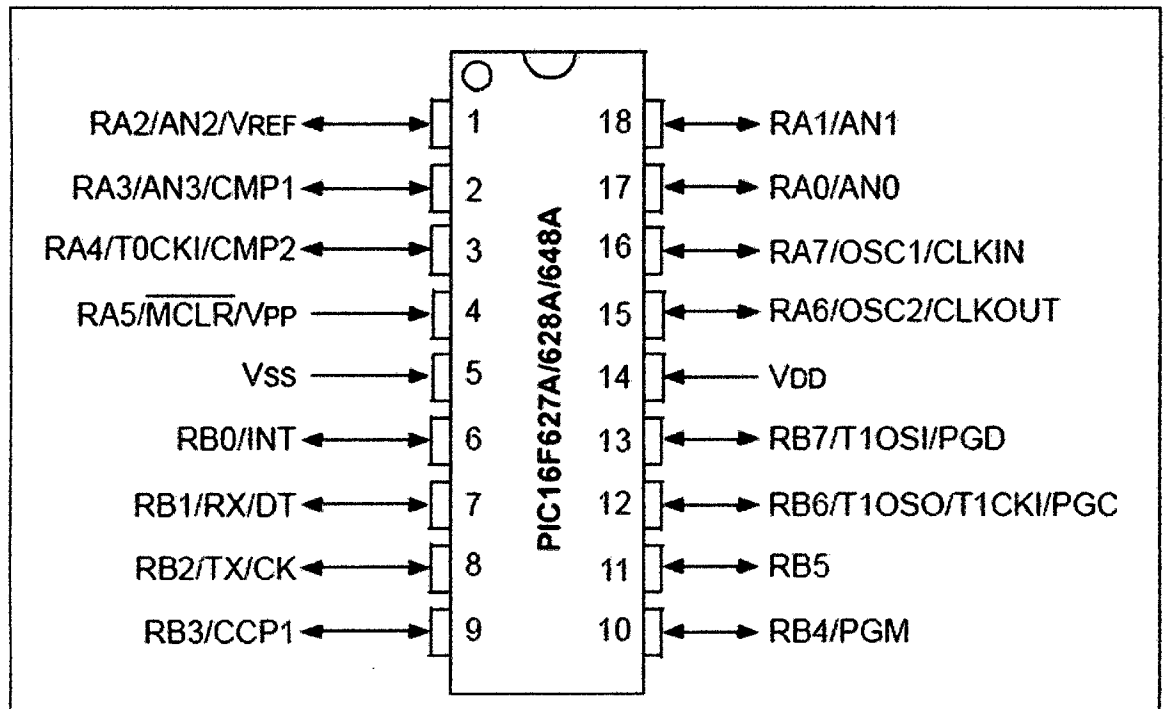 RA2/AN2/VREF 1 18 RA1/AN1
RA3/AN3/CMP1 2 17 RA0/AN0
RA4/T0CKI/CMP2 3 16 RA7/OSC1/CLKIN
RA5/MCLR/VPP 4 15 RA6/OSC2/CLKOUT
VSS 5 14 VDD
RB0/INT 6 13 RB7/T1OSI/PGD
RB1/RX/DT 7 12 RB6/T1OSO/T1CKI/PGC
RB2/TX/CK 8 11 RB5
RB3/CCP1 9 10 RB4/PGM
PIC16F627A/628A/648A